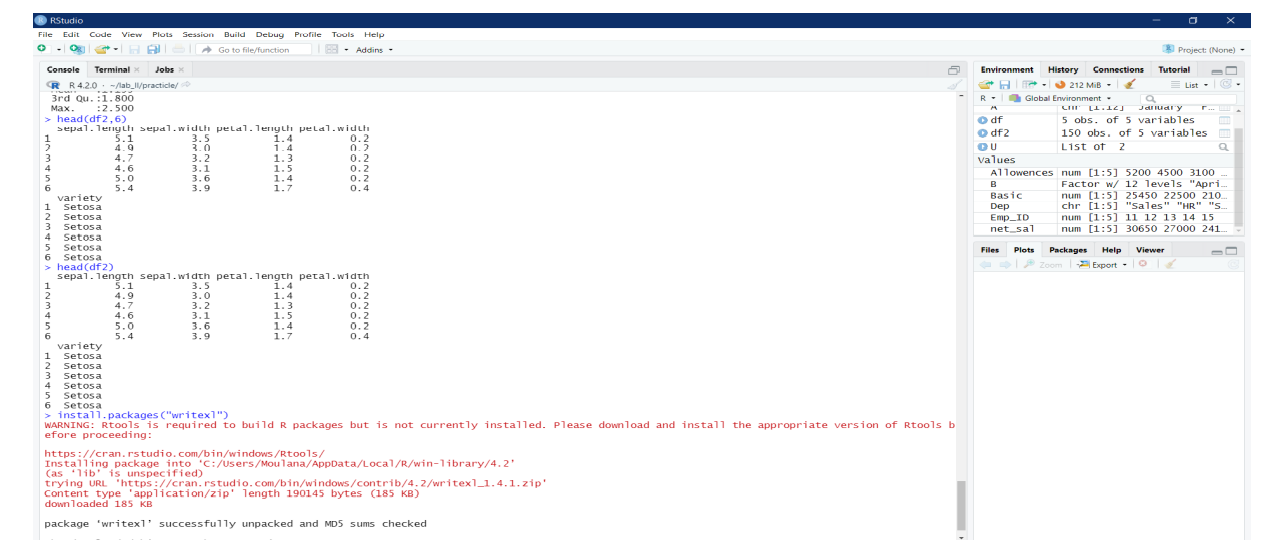 RStudio
File Edit Code View Plots Session Build Debug Profile Tools Help
Go to file/function Addins
Project: (None)
Console Terminal Jobs
R 4.2.0 · ~/lab_II/practicle/
3rd Qu.:1.800
Max. :2.500
> head(df2,6)
sepal.length sepal.width petal.length petal.width
1 5.1 3.5 1.4 0.2
2 4.9 3.0 1.4 0.2
3 4.7 3.2 1.3 0.2
4 4.6 3.1 1.5 0.2
5 5.0 3.6 1.4 0.2
6 5.4 3.9 1.7 0.4
variety
1 Setosa
2 Setosa
3 Setosa
4 Setosa
5 Setosa
6 Setosa
> head(df2)
sepal.length sepal.width petal.length petal.width
1 5.1 3.5 1.4 0.2
2 4.9 3.0 1.4 0.2
3 4.7 3.2 1.3 0.2
4 4.6 3.1 1.5 0.2
5 5.0 3.6 1.4 0.2
6 5.4 3.9 1.7 0.4
variety
1 Setosa
2 Setosa
3 Setosa
4 Setosa
5 Setosa
6 Setosa
> install.packages("writexl")
WARNING: Rtools is required to build R packages but is not currently installed. Please download and install the appropriate version of Rtools b
efore proceeding:
https://cran.rstudio.com/bin/windows/Rtools/
Installing package into 'C:/Users/Moulana/AppData/Local/R/win-library/4.2'
(as 'lib' is unspecified)
trying URL 'https://cran.rstudio.com/bin/windows/contrib/4.2/writexl_1.4.1.zip'
Content type 'application/zip' length 190145 bytes (185 KB)
downloaded 185 KB
package 'writexl' successfully unpacked and MD5 sums checked
Environment History Connections Tutorial
212 MiB List
R Global Environment
A chr [1:12] "January" "F...
df 5 obs. of 5 variables
df2 150 obs. of 5 variables
U List of 2
Values
Allowences num [1:5] 5200 4500 3100 ...
B Factor w/ 12 levels "Apri...
Basic num [1:5] 25450 22500 210...
Dep chr [1:5] "Sales" "HR" "S...
Emp_ID num [1:5] 11 12 13 14 15
net_sal num [1:5] 30650 27000 241...
Files Plots Packages Help Viewer
Zoom Export